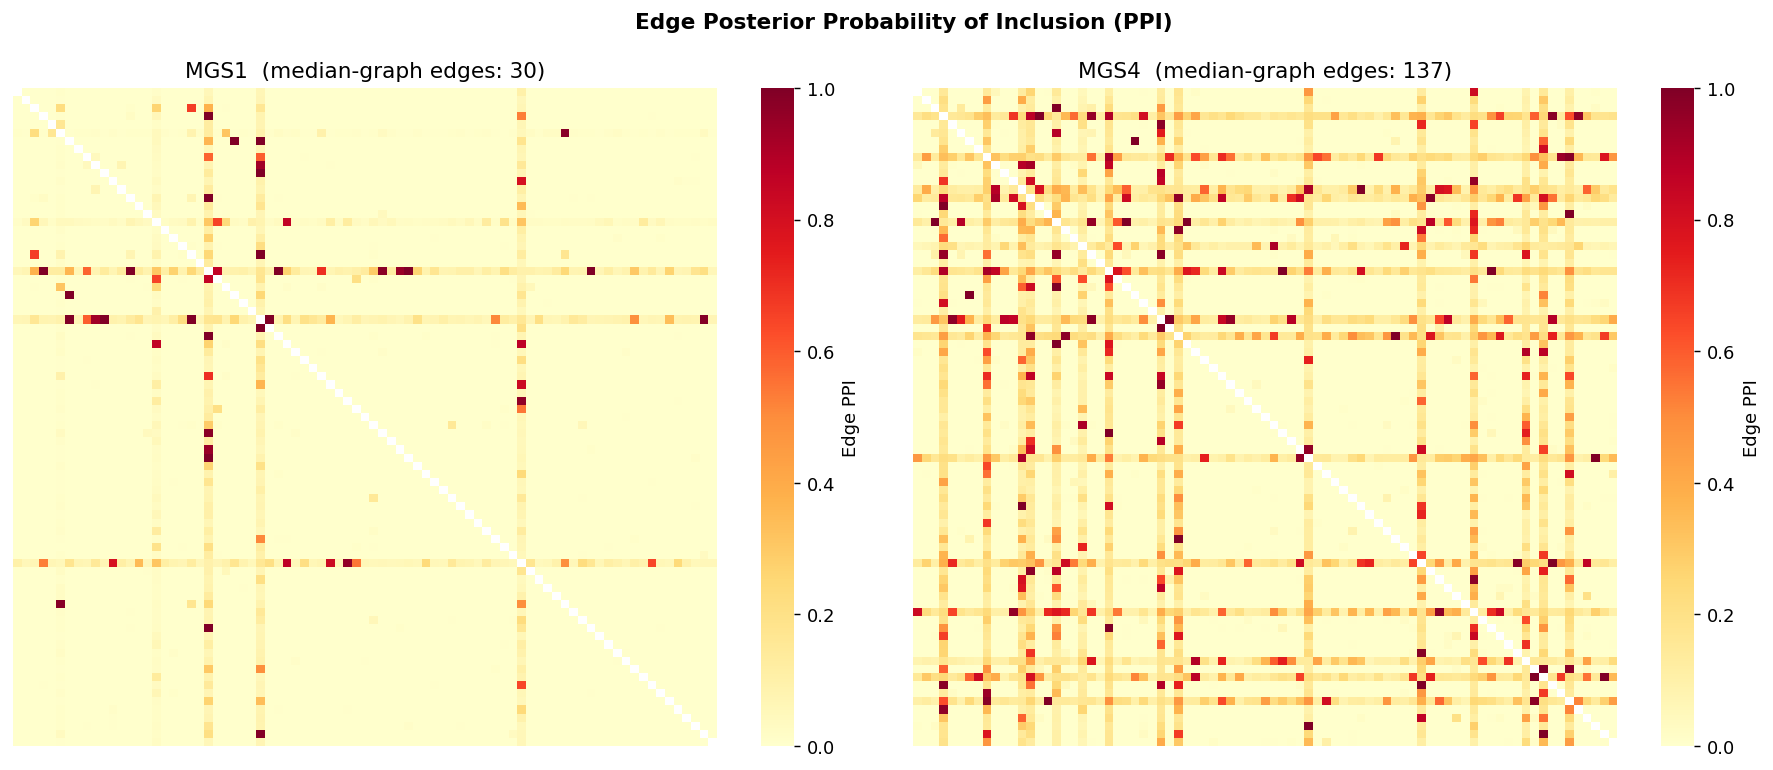 Edge Posterior Probability of Inclusion (PPI)
MGS1  (median-graph edges: 30)
1.0
0.8
0.6
0.4
0.2
0.0
Edge PPI
MGS4  (median-graph edges: 137)
1.0
0.8
0.6
0.4
0.2
0.0
Edge PPI